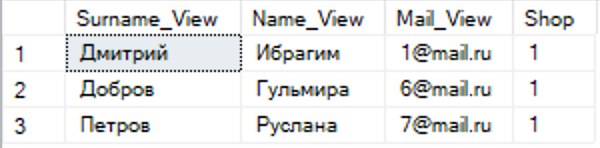 Surname_View Name_View Mail_View Shop
1 Дмитрий Ибрагим 1@mail.ru 1
2 Добров Гульмира 6@mail.ru 1
3 Петров Руслана 7@mail.ru 1